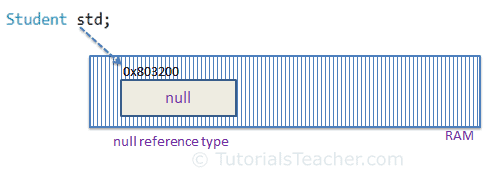 Student std;
0x803200
null
null reference type
RAM
© TutorialsTeacher.com